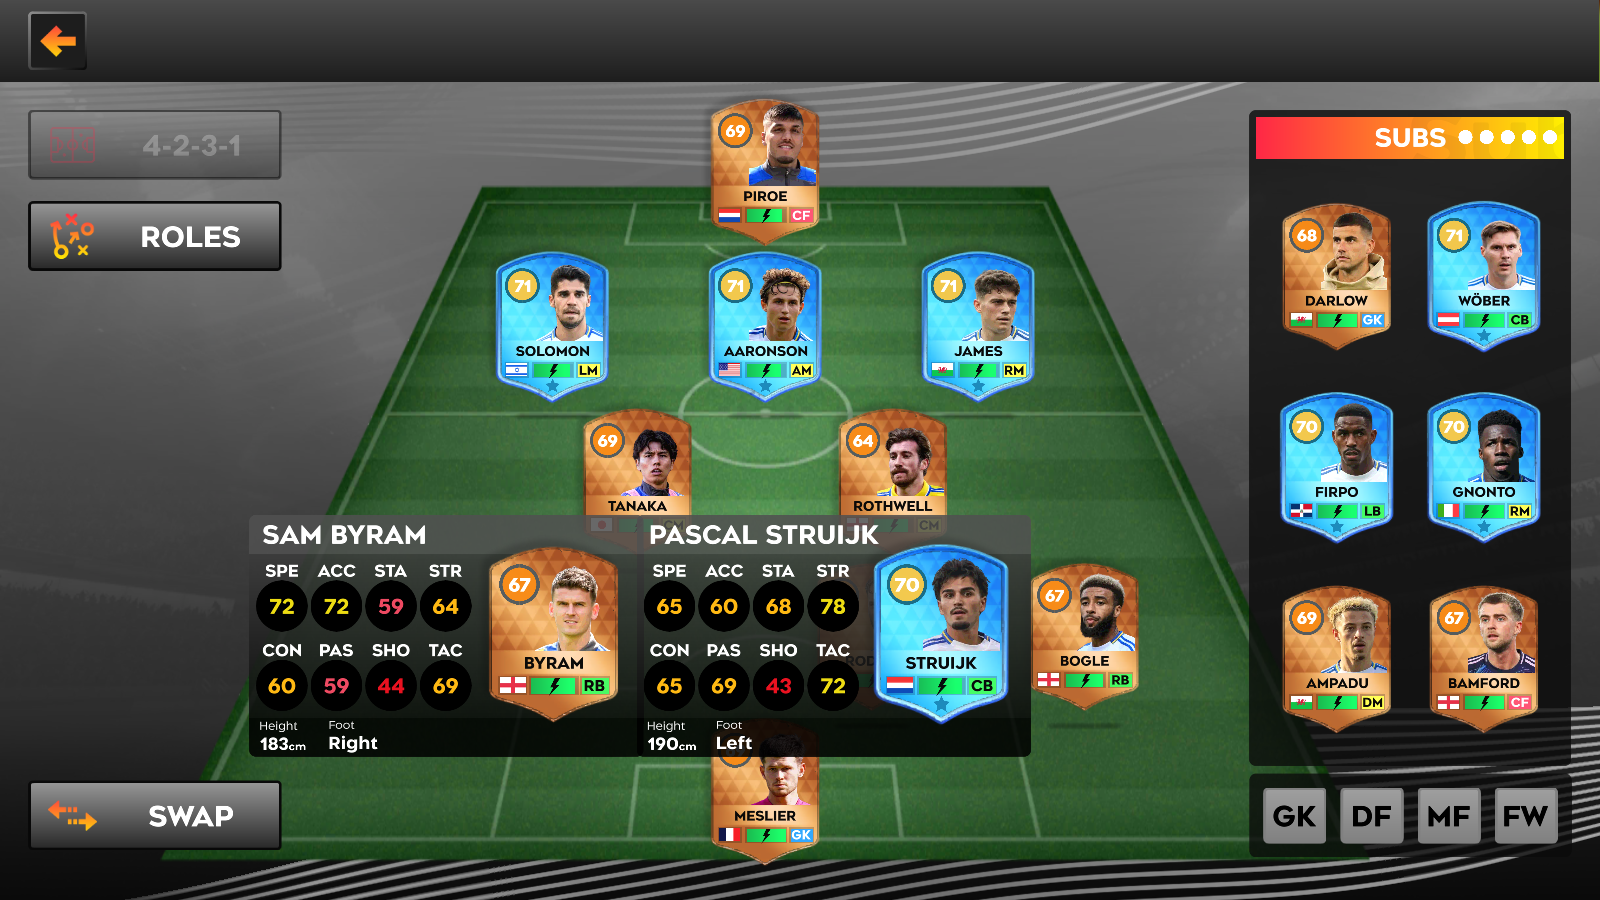 4-2-3-1
ROLES
SWAP
69
PIROE
CF
71
SOLOMON
LM
71
AARONSON
AM
71
JAMES
RM
69
TANAKA
CM
64
ROTHWELL
CM
SAM BYRAM
SPE ACC STA STR
72 72 59 64
CON PAS SHO TAC
60 59 44 69
Height Foot
183cm Right
67
BYRAM
RB
PASCAL STRUIJK
SPE ACC STA STR
65 60 68 78
CON PAS SHO TAC
65 69 43 72
Height Foot
190cm Left
70
STRUIJK
CB
67
BOGLE
RB
MESLIER
GK
SUBS
68
DARLOW
GK
71
WÖBER
CB
70
FIRPO
LB
70
GNONTO
RM
69
AMPADU
DM
67
BAMFORD
CF
GK DF MF FW